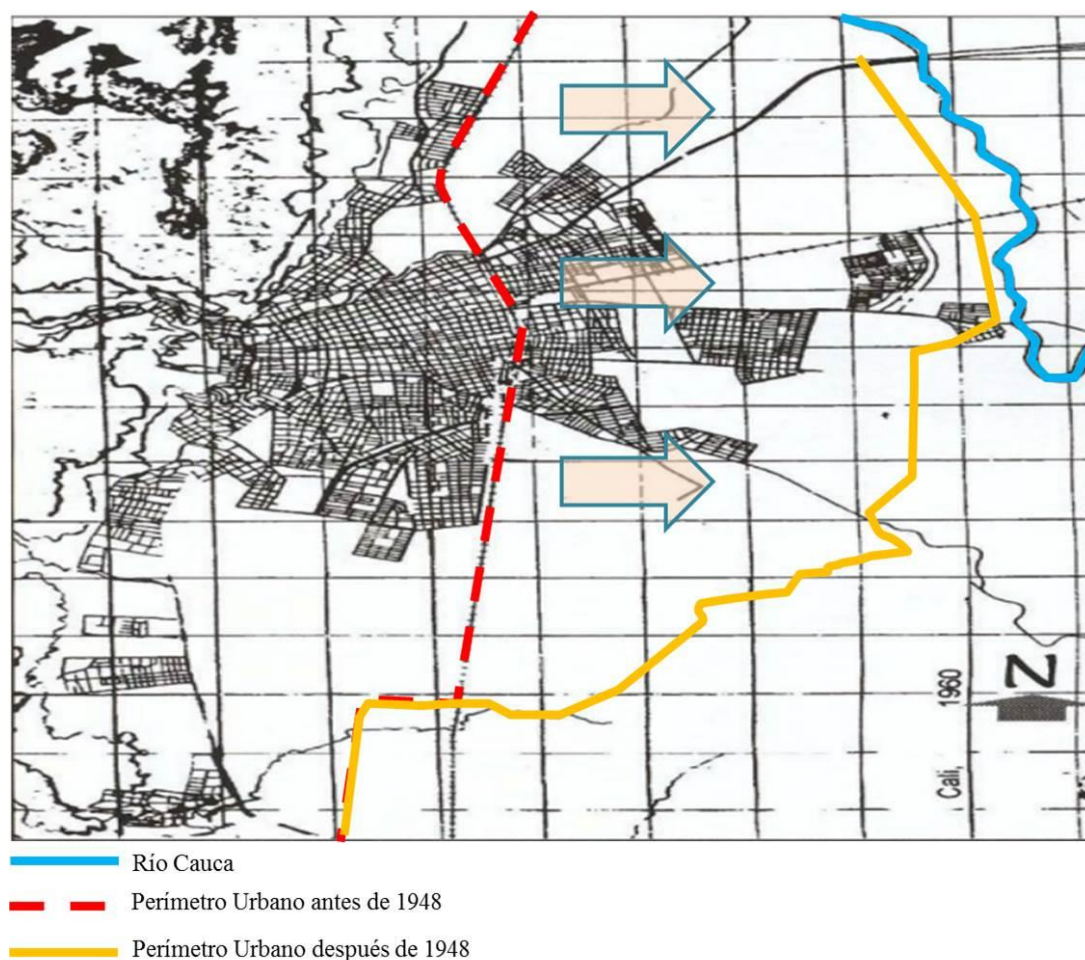 N
Cali, 1960
Río Cauca
Perímetro Urbano antes de 1948
Perímetro Urbano después de 1948